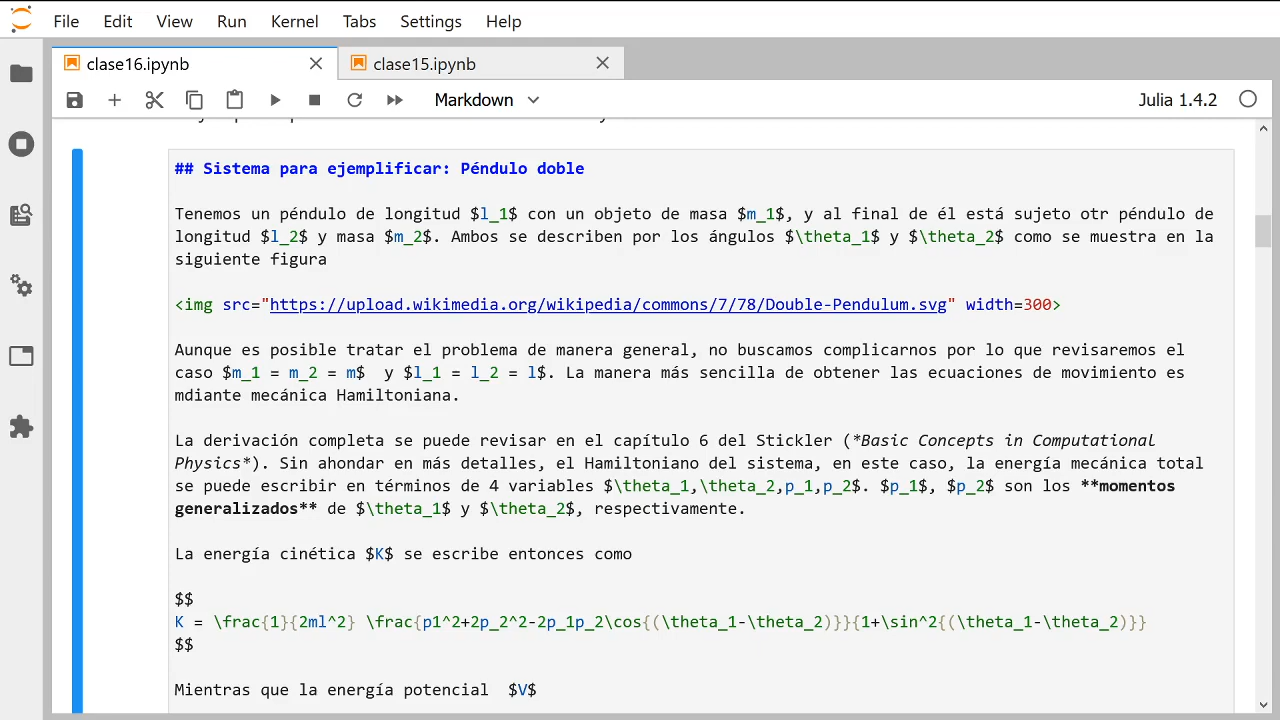 File Edit View Run Kernel Tabs Settings Help
clase16.ipynb clase15.ipynb
Markdown Julia 1.4.2
## Sistema para ejemplificar: Péndulo doble
Tenemos un péndulo de longitud $l_1$ con un objeto de masa $m_1$, y al final de él está sujeto otr péndulo de
longitud $l_2$ y masa $m_2$. Ambos se describen por los ángulos $\theta_1$ y $\theta_2$ como se muestra en la
siguiente figura
<img src="https://upload.wikimedia.org/wikipedia/commons/7/78/Double-Pendulum.svg" width=300>
Aunque es posible tratar el problema de manera general, no buscamos complicarnos por lo que revisaremos el
caso $m_1 = m_2 = m$  y $l_1 = l_2 = l$. La manera más sencilla de obtener las ecuaciones de movimiento es
mdiante mecánica Hamiltoniana.
La derivación completa se puede revisar en el capítulo 6 del Stickler (*Basic Concepts in Computational
Physics*). Sin ahondar en más detalles, el Hamiltoniano del sistema, en este caso, la energía mecánica total
se puede escribir en términos de 4 variables $\theta_1,\theta_2,p_1,p_2$. $p_1$, $p_2$ son los **momentos
generalizados** de $\theta_1$ y $\theta_2$, respectivamente.
La energía cinética $K$ se escribe entonces como
$$
K = \frac{1}{2ml^2} \frac{p1^2+2p_2^2-2p_1p_2\cos{(\theta_1-\theta_2)}}{1+\sin^2{(\theta_1-\theta_2)}}
$$
Mientras que la energía potencial  $V$